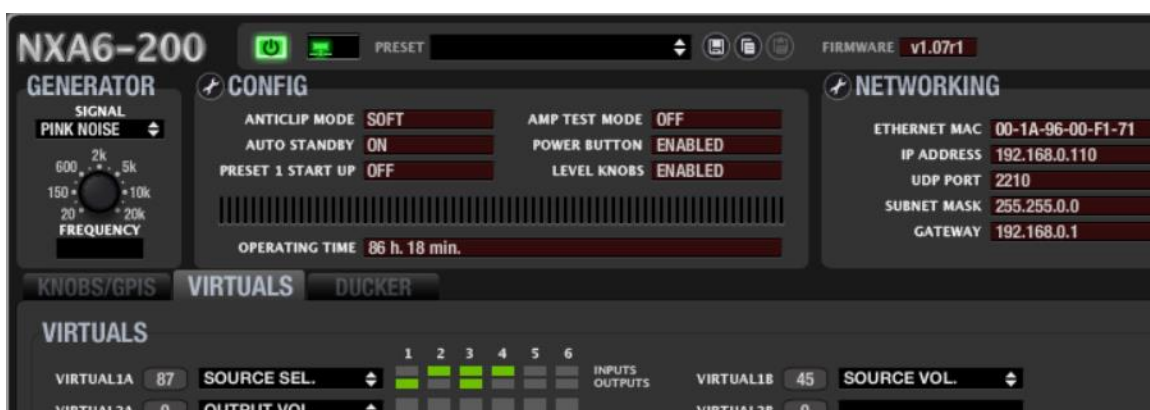 NXA6-200
PRESET
FIRMWARE v1.07r1
GENERATOR
SIGNAL
PINK NOISE
2k
600 5k
150 10k
20 20k
FREQUENCY
CONFIG
ANTICLIP MODE SOFT
AMP TEST MODE OFF
AUTO STANDBY ON
POWER BUTTON ENABLED
PRESET 1 START UP OFF
LEVEL KNOBS ENABLED
OPERATING TIME 86 h. 18 min.
NETWORKING
ETHERNET MAC 00-1A-96-00-F1-71
IP ADDRESS 192.168.0.110
UDP PORT 2210
SUBNET MASK 255.255.0.0
GATEWAY 192.168.0.1
KNOBS/GPIS VIRTUALS DUCKER
VIRTUALS
1 2 3 4 5 6
INPUTS
OUTPUTS
VIRTUAL1A 87 SOURCE SEL.
VIRTUAL1B 45 SOURCE VOL.
VIRTUAL2A 0 OUTPUT VOL.
VIRTUAL2B 0